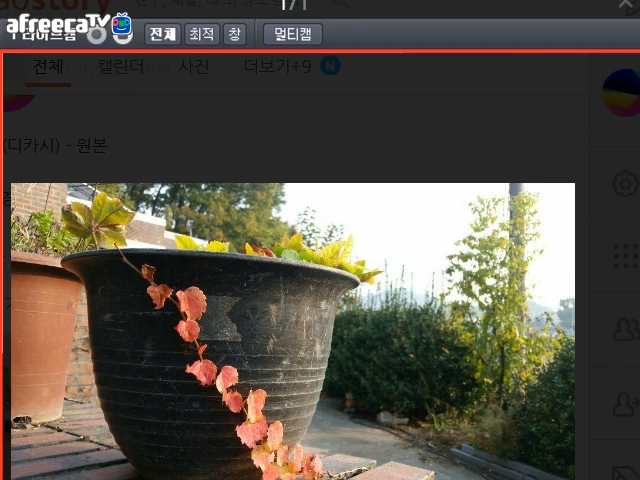 1/1
afreecaTV
전체 최적 창 멀티캠
전체 캘린더 사진 더보기+9 N
(디카시) - 원본